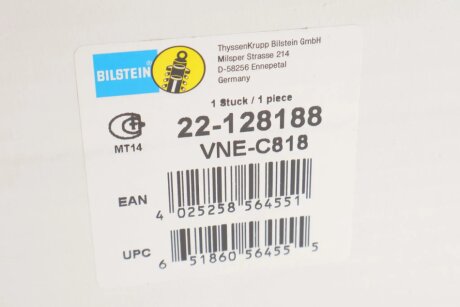 BILSTEIN
ThyssenKrupp Bilstein GmbH
Milsper Strasse 214
D-58256 Ennepetal
Germany
1 Stuck / 1 piece
MT14
22-128188
VNE-C818
EAN
4 025258 564551
UPC
6 51860 56455 5